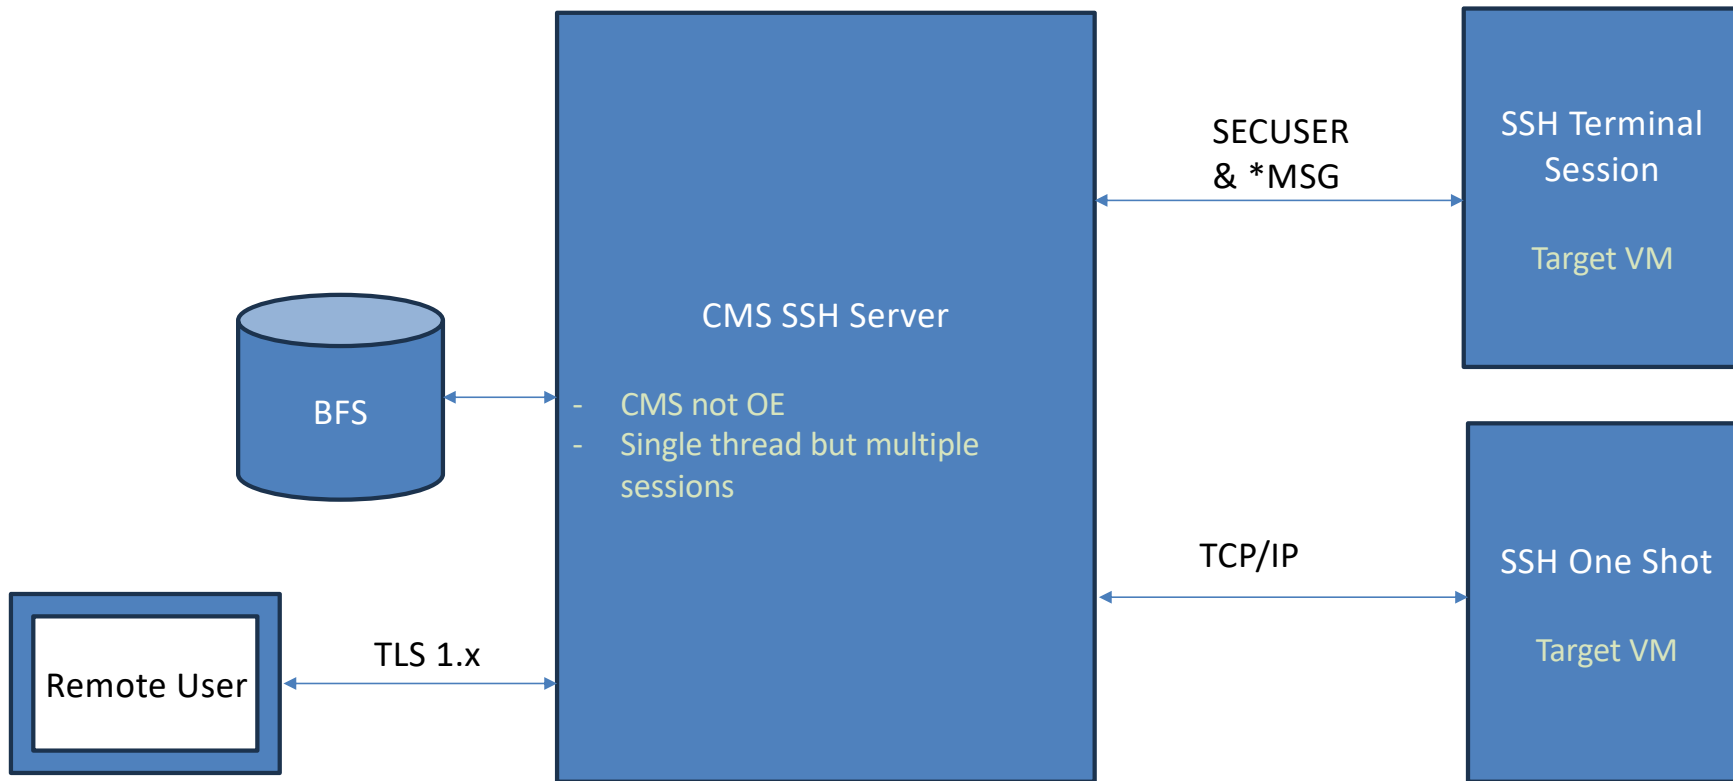 BFS
Remote User
TLS 1.x
CMS SSH Server
- CMS not OE
- Single thread but multiple
sessions
SECUSER
& *MSG
TCP/IP
SSH Terminal
Session
Target VM
SSH One Shot
Target VM